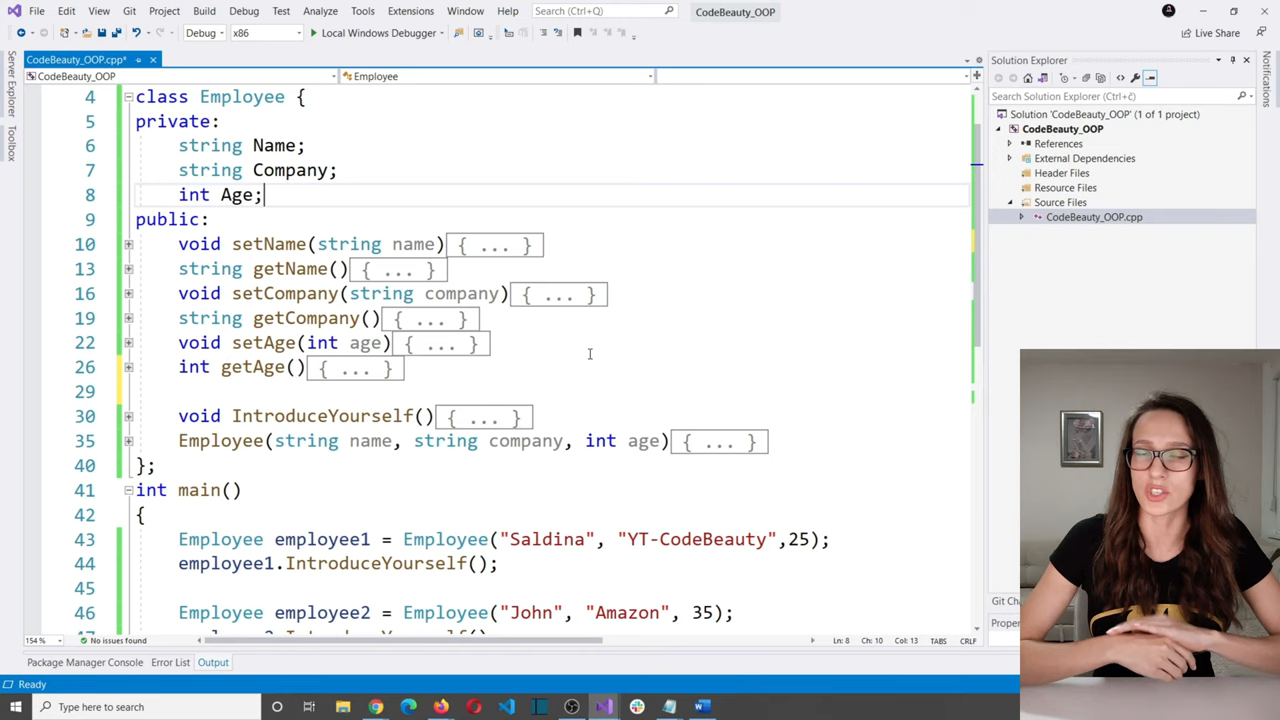 File Edit View Git Project Build Debug Test Analyze Tools Extensions Window Help Search (Ctrl+Q) CodeBeauty_OOP
Debug x86 Local Windows Debugger Live Share
CodeBeauty_OOP.cpp* Solution Explorer
CodeBeauty_OOP Employee
Search Solution Explorer (Ctrl+č)
Solution 'CodeBeauty_OOP' (1 of 1 project)
CodeBeauty_OOP
References
External Dependencies
Header Files
Resource Files
Source Files
CodeBeauty_OOP.cpp
Server Explorer
Toolbox
Notifications
4 class Employee {
5 private:
6 string Name;
7 string Company;
8 int Age;
9 public:
10 void setName(string name) { ... }
13 string getName() { ... }
16 void setCompany(string company) { ... }
19 string getCompany() { ... }
22 void setAge(int age) { ... }
26 int getAge() { ... }
29
30 void IntroduceYourself() { ... }
35 Employee(string name, string company, int age) { ... }
40 };
41 int main()
42 {
43 Employee employee1 = Employee("Saldina", "YT-CodeBeauty",25);
44 employee1.IntroduceYourself();
45
46 Employee employee2 = Employee("John", "Amazon", 35);
Git Ch
Proper
154 % No issues found Ln: 8 Ch: 10 Col: 13 TABS CRLF
Package Manager Console Error List Output
Ready
Type here to search